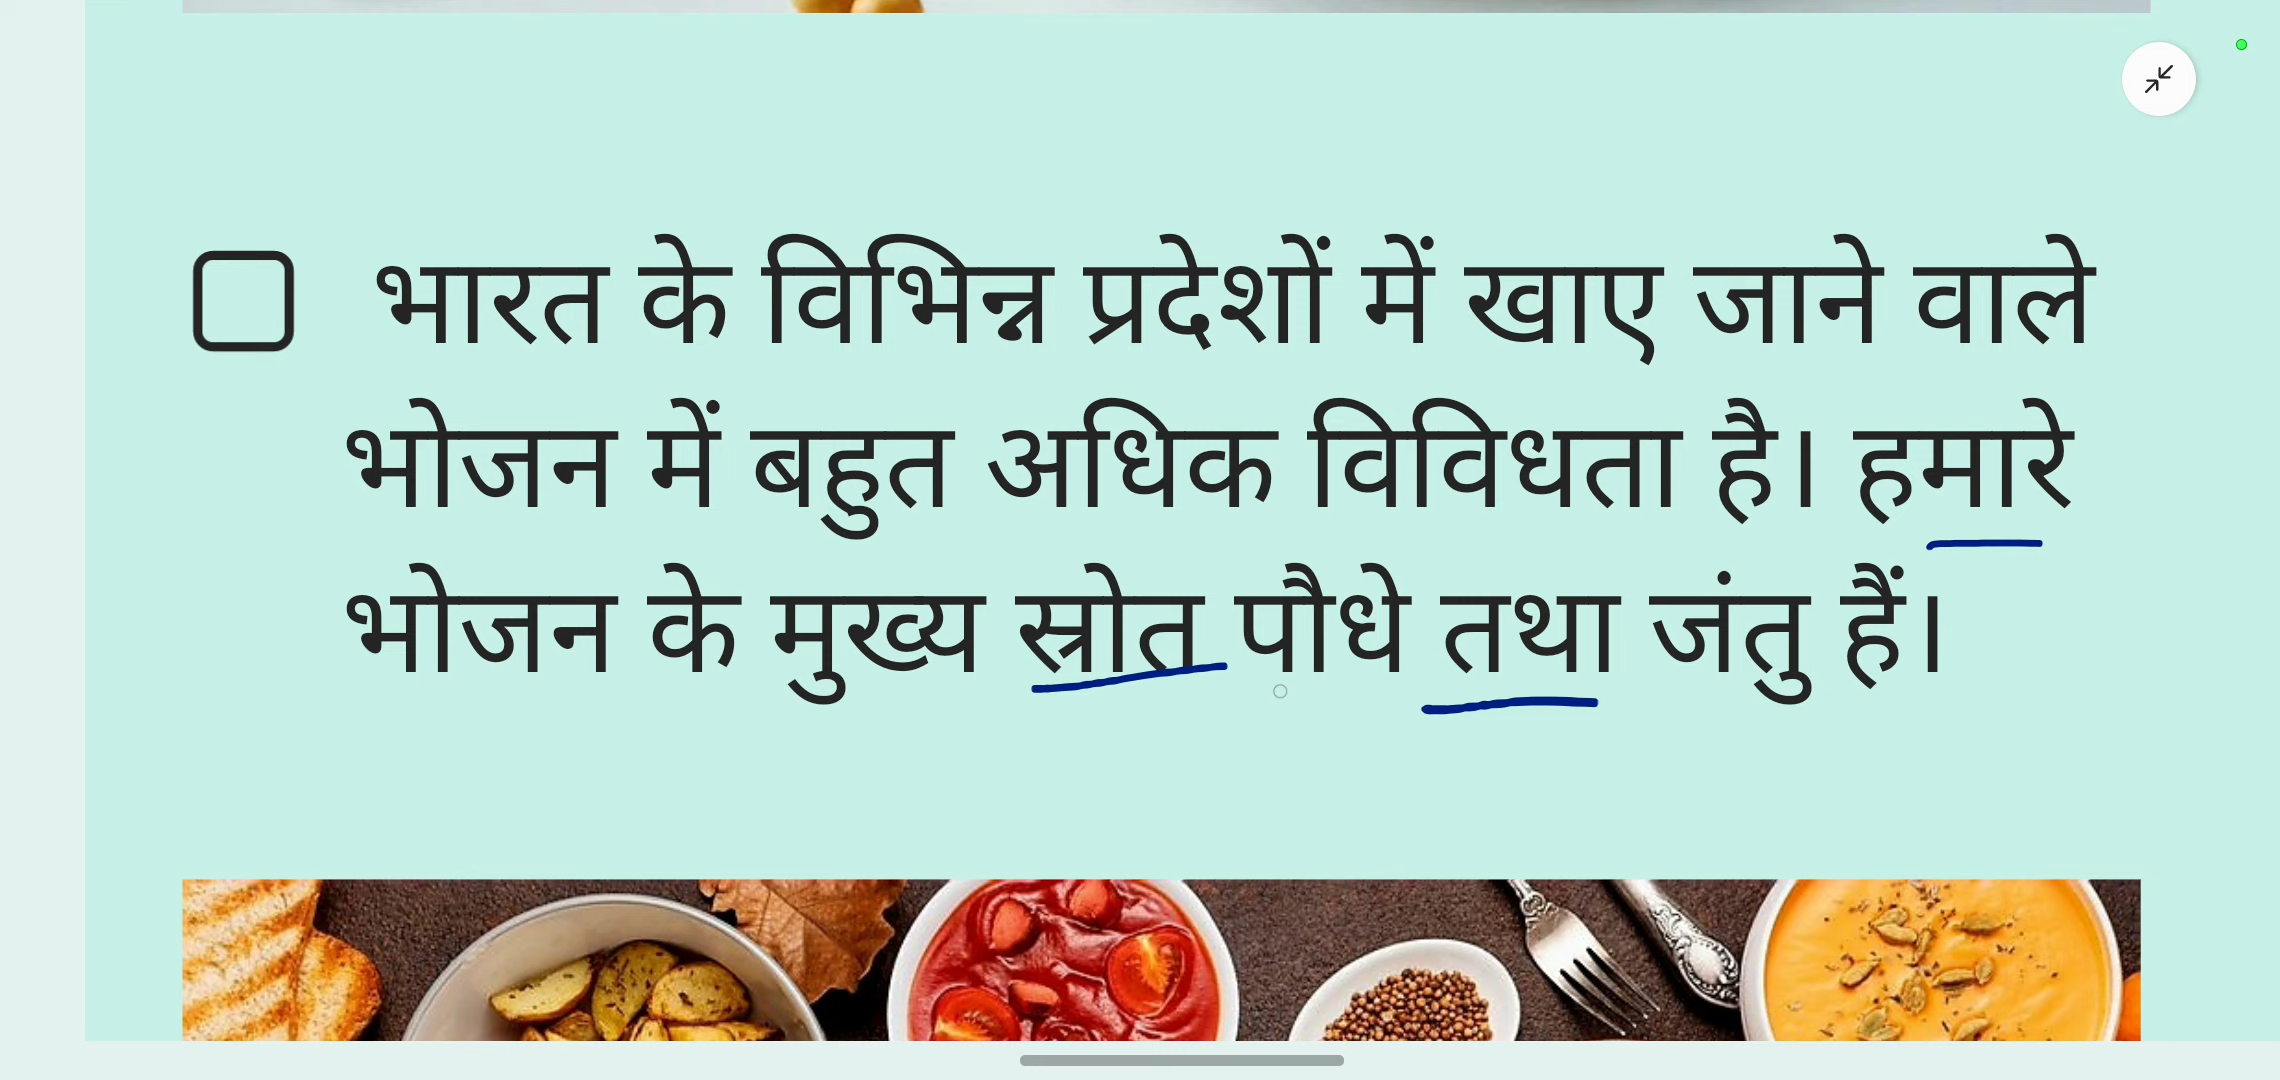 भारत के विभिन्न प्रदेशों में खाए जाने वाले
भोजन में बहुत अधिक विविधता है। हमारे
भोजन के मुख्य स्रोत पौधे तथा जंतु हैं।